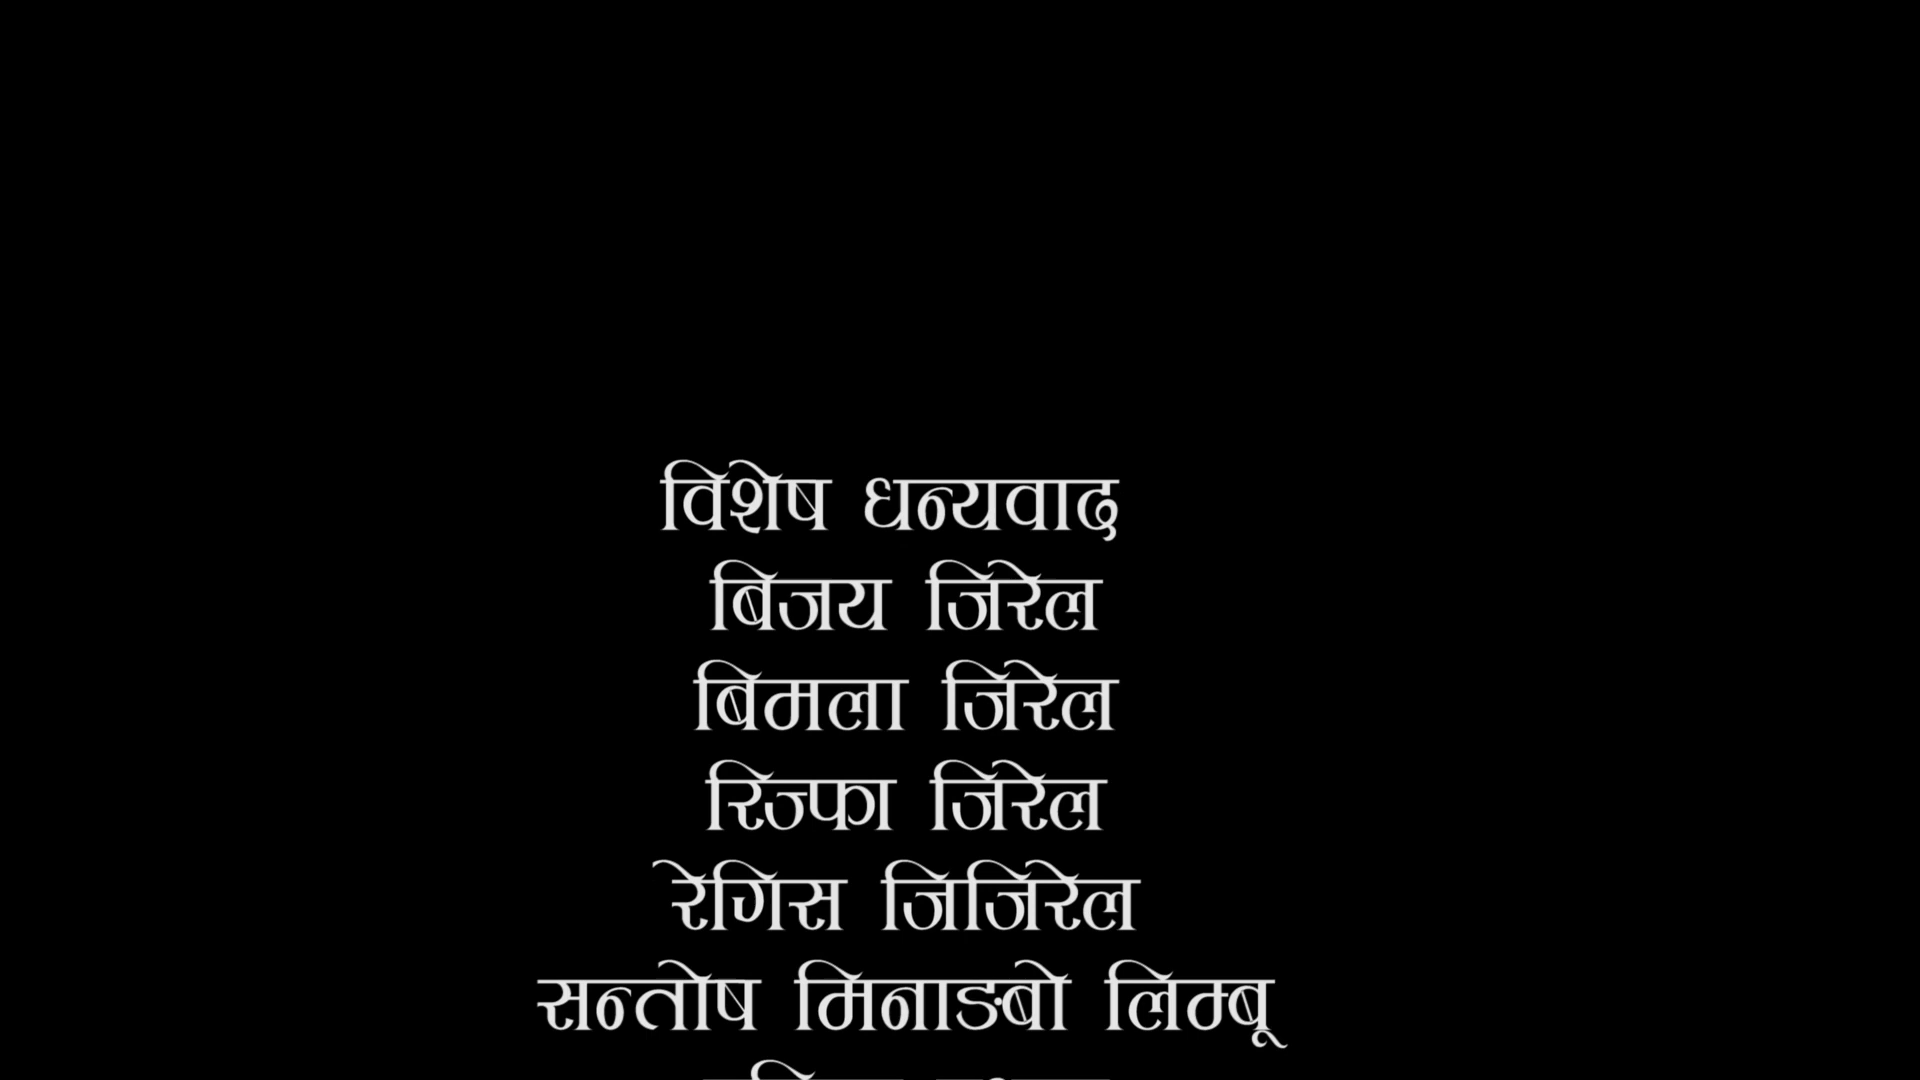 विशेष धन्यवाद
बिजय जिरेल
बिमला जिरेल
रिज्फा जिरेल
रेगिस जिजिरेल
सन्तोष मिनाङबो लिम्बू